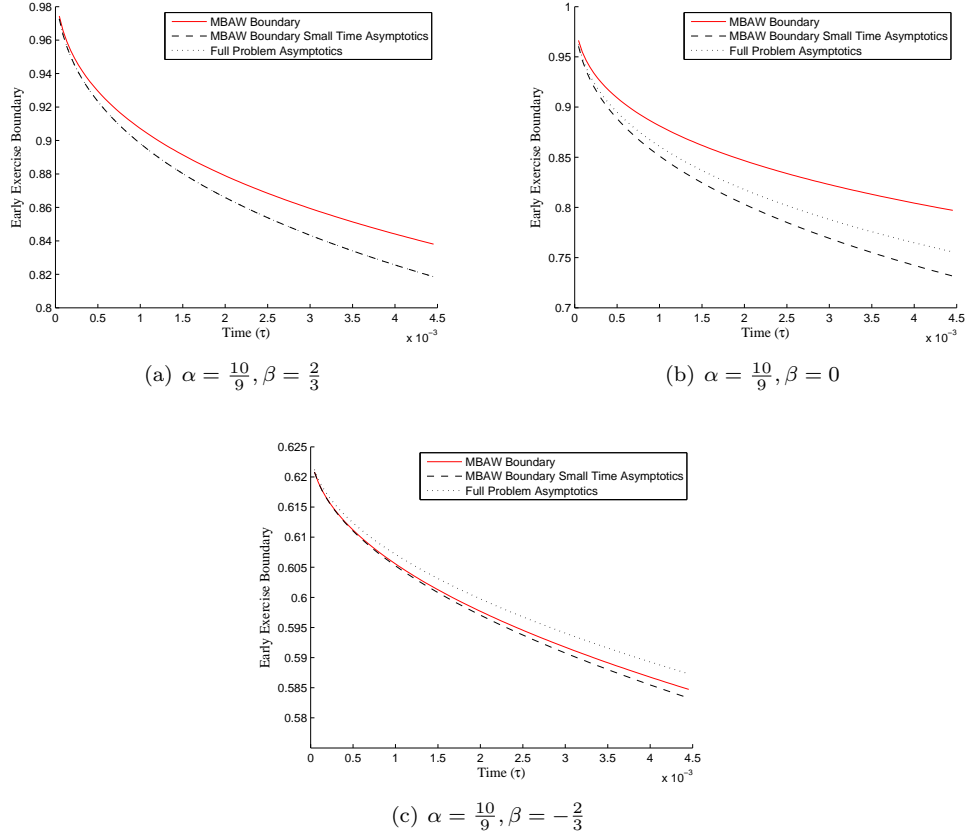 0.98
0.96
0.94
0.92
0.9
0.88
0.86
0.84
0.82
0.8
Early Exercise Boundary
MBAW Boundary
MBAW Boundary Small Time Asymptotics
Full Problem Asymptotics
0 0.5 1 1.5 2 2.5 3 3.5 4 4.5
Time (τ)
x 10⁻³
(a) α = 10/9, β = 2/3
1
0.95
0.9
0.85
0.8
0.75
0.7
Early Exercise Boundary
MBAW Boundary
MBAW Boundary Small Time Asymptotics
Full Problem Asymptotics
0 0.5 1 1.5 2 2.5 3 3.5 4 4.5
Time (τ)
x 10⁻³
(b) α = 10/9, β = 0
0.625
0.62
0.615
0.61
0.605
0.6
0.595
0.59
0.585
0.58
Early Exercise Boundary
MBAW Boundary
MBAW Boundary Small Time Asymptotics
Full Problem Asymptotics
0 0.5 1 1.5 2 2.5 3 3.5 4 4.5
Time (τ)
x 10⁻³
(c) α = 10/9, β = −2/3